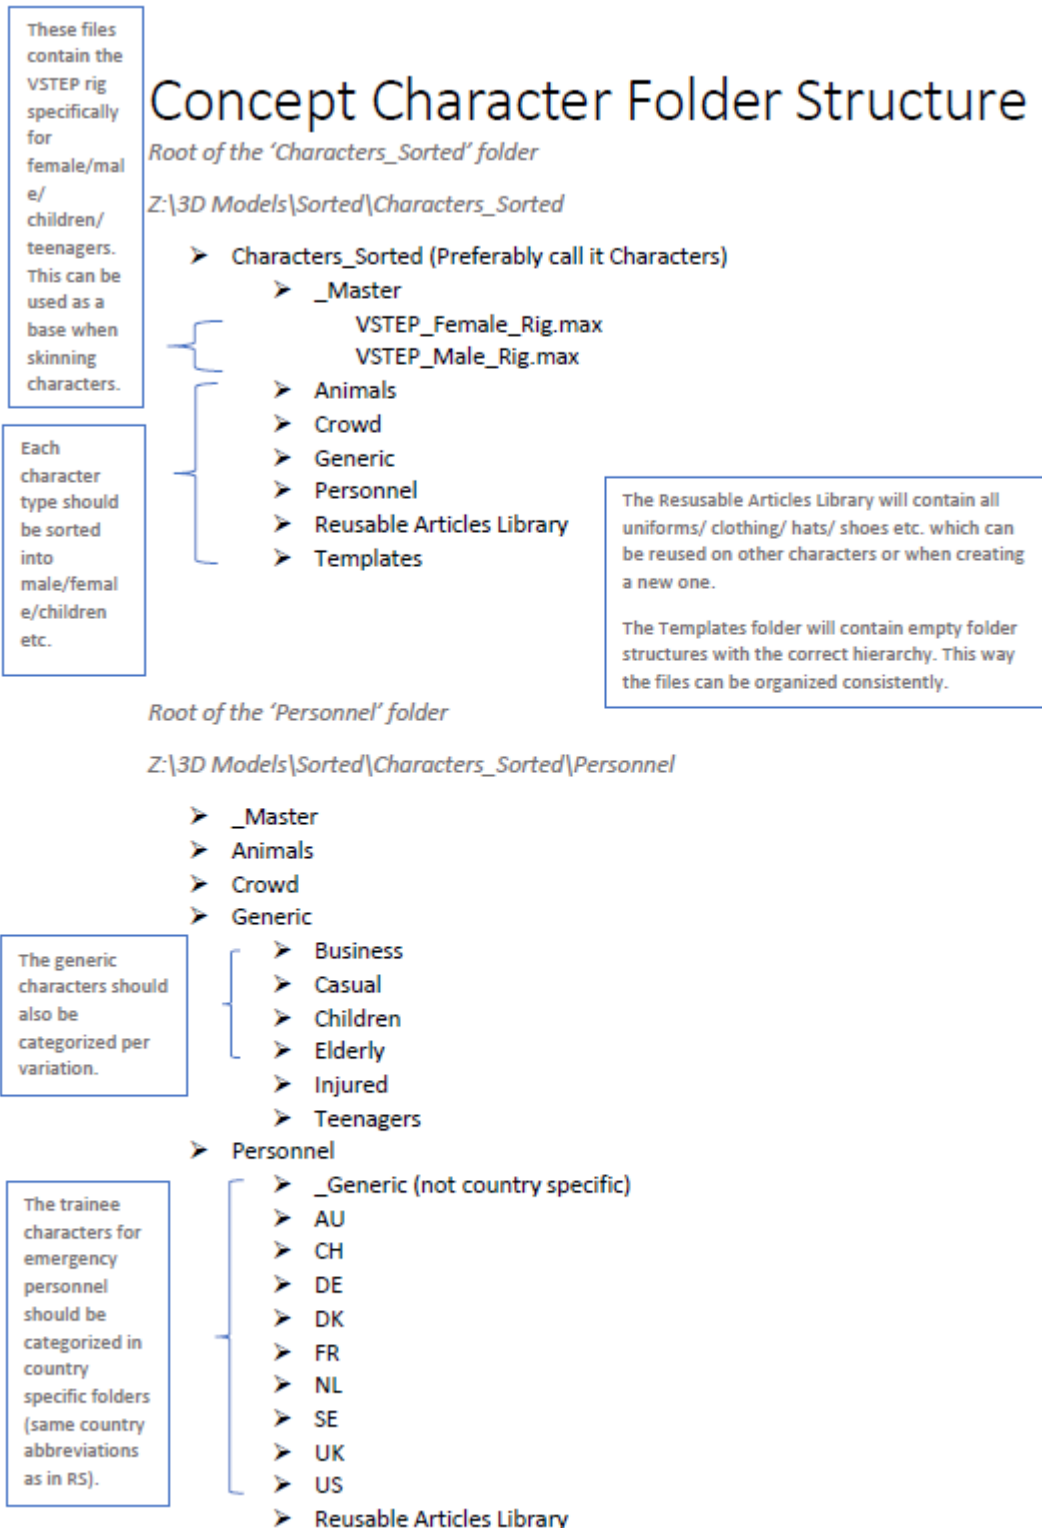 These files
contain the
VSTEP rig
specifically
for
female/mal
e/
children/
teenagers.
This can be
used as a
base when
skinning
characters.
Concept Character Folder Structure
Root of the ‘Characters_Sorted’ folder
Z:\3D Models\Sorted\Characters_Sorted
➤ Characters_Sorted (Preferably call it Characters)
➤ _Master
VSTEP_Female_Rig.max
VSTEP_Male_Rig.max
➤ Animals
➤ Crowd
➤ Generic
➤ Personnel
➤ Reusable Articles Library
➤ Templates
Each
character
type should
be sorted
into
male/femal
e/children
etc.
The Resusable Articles Library will contain all
uniforms/ clothing/ hats/ shoes etc. which can
be reused on other characters or when creating
a new one.
The Templates folder will contain empty folder
structures with the correct hierarchy. This way
the files can be organized consistently.
Root of the ‘Personnel’ folder
Z:\3D Models\Sorted\Characters_Sorted\Personnel
➤ _Master
➤ Animals
➤ Crowd
➤ Generic
➤ Business
➤ Casual
➤ Children
➤ Elderly
➤ Injured
➤ Teenagers
The generic
characters should
also be
categorized per
variation.
➤ Personnel
➤ _Generic (not country specific)
➤ AU
➤ CH
➤ DE
➤ DK
➤ FR
➤ NL
➤ SE
➤ UK
➤ US
➤ Reusable Articles Library
The trainee
characters for
emergency
personnel
should be
categorized in
country
specific folders
(same country
abbreviations
as in RS).